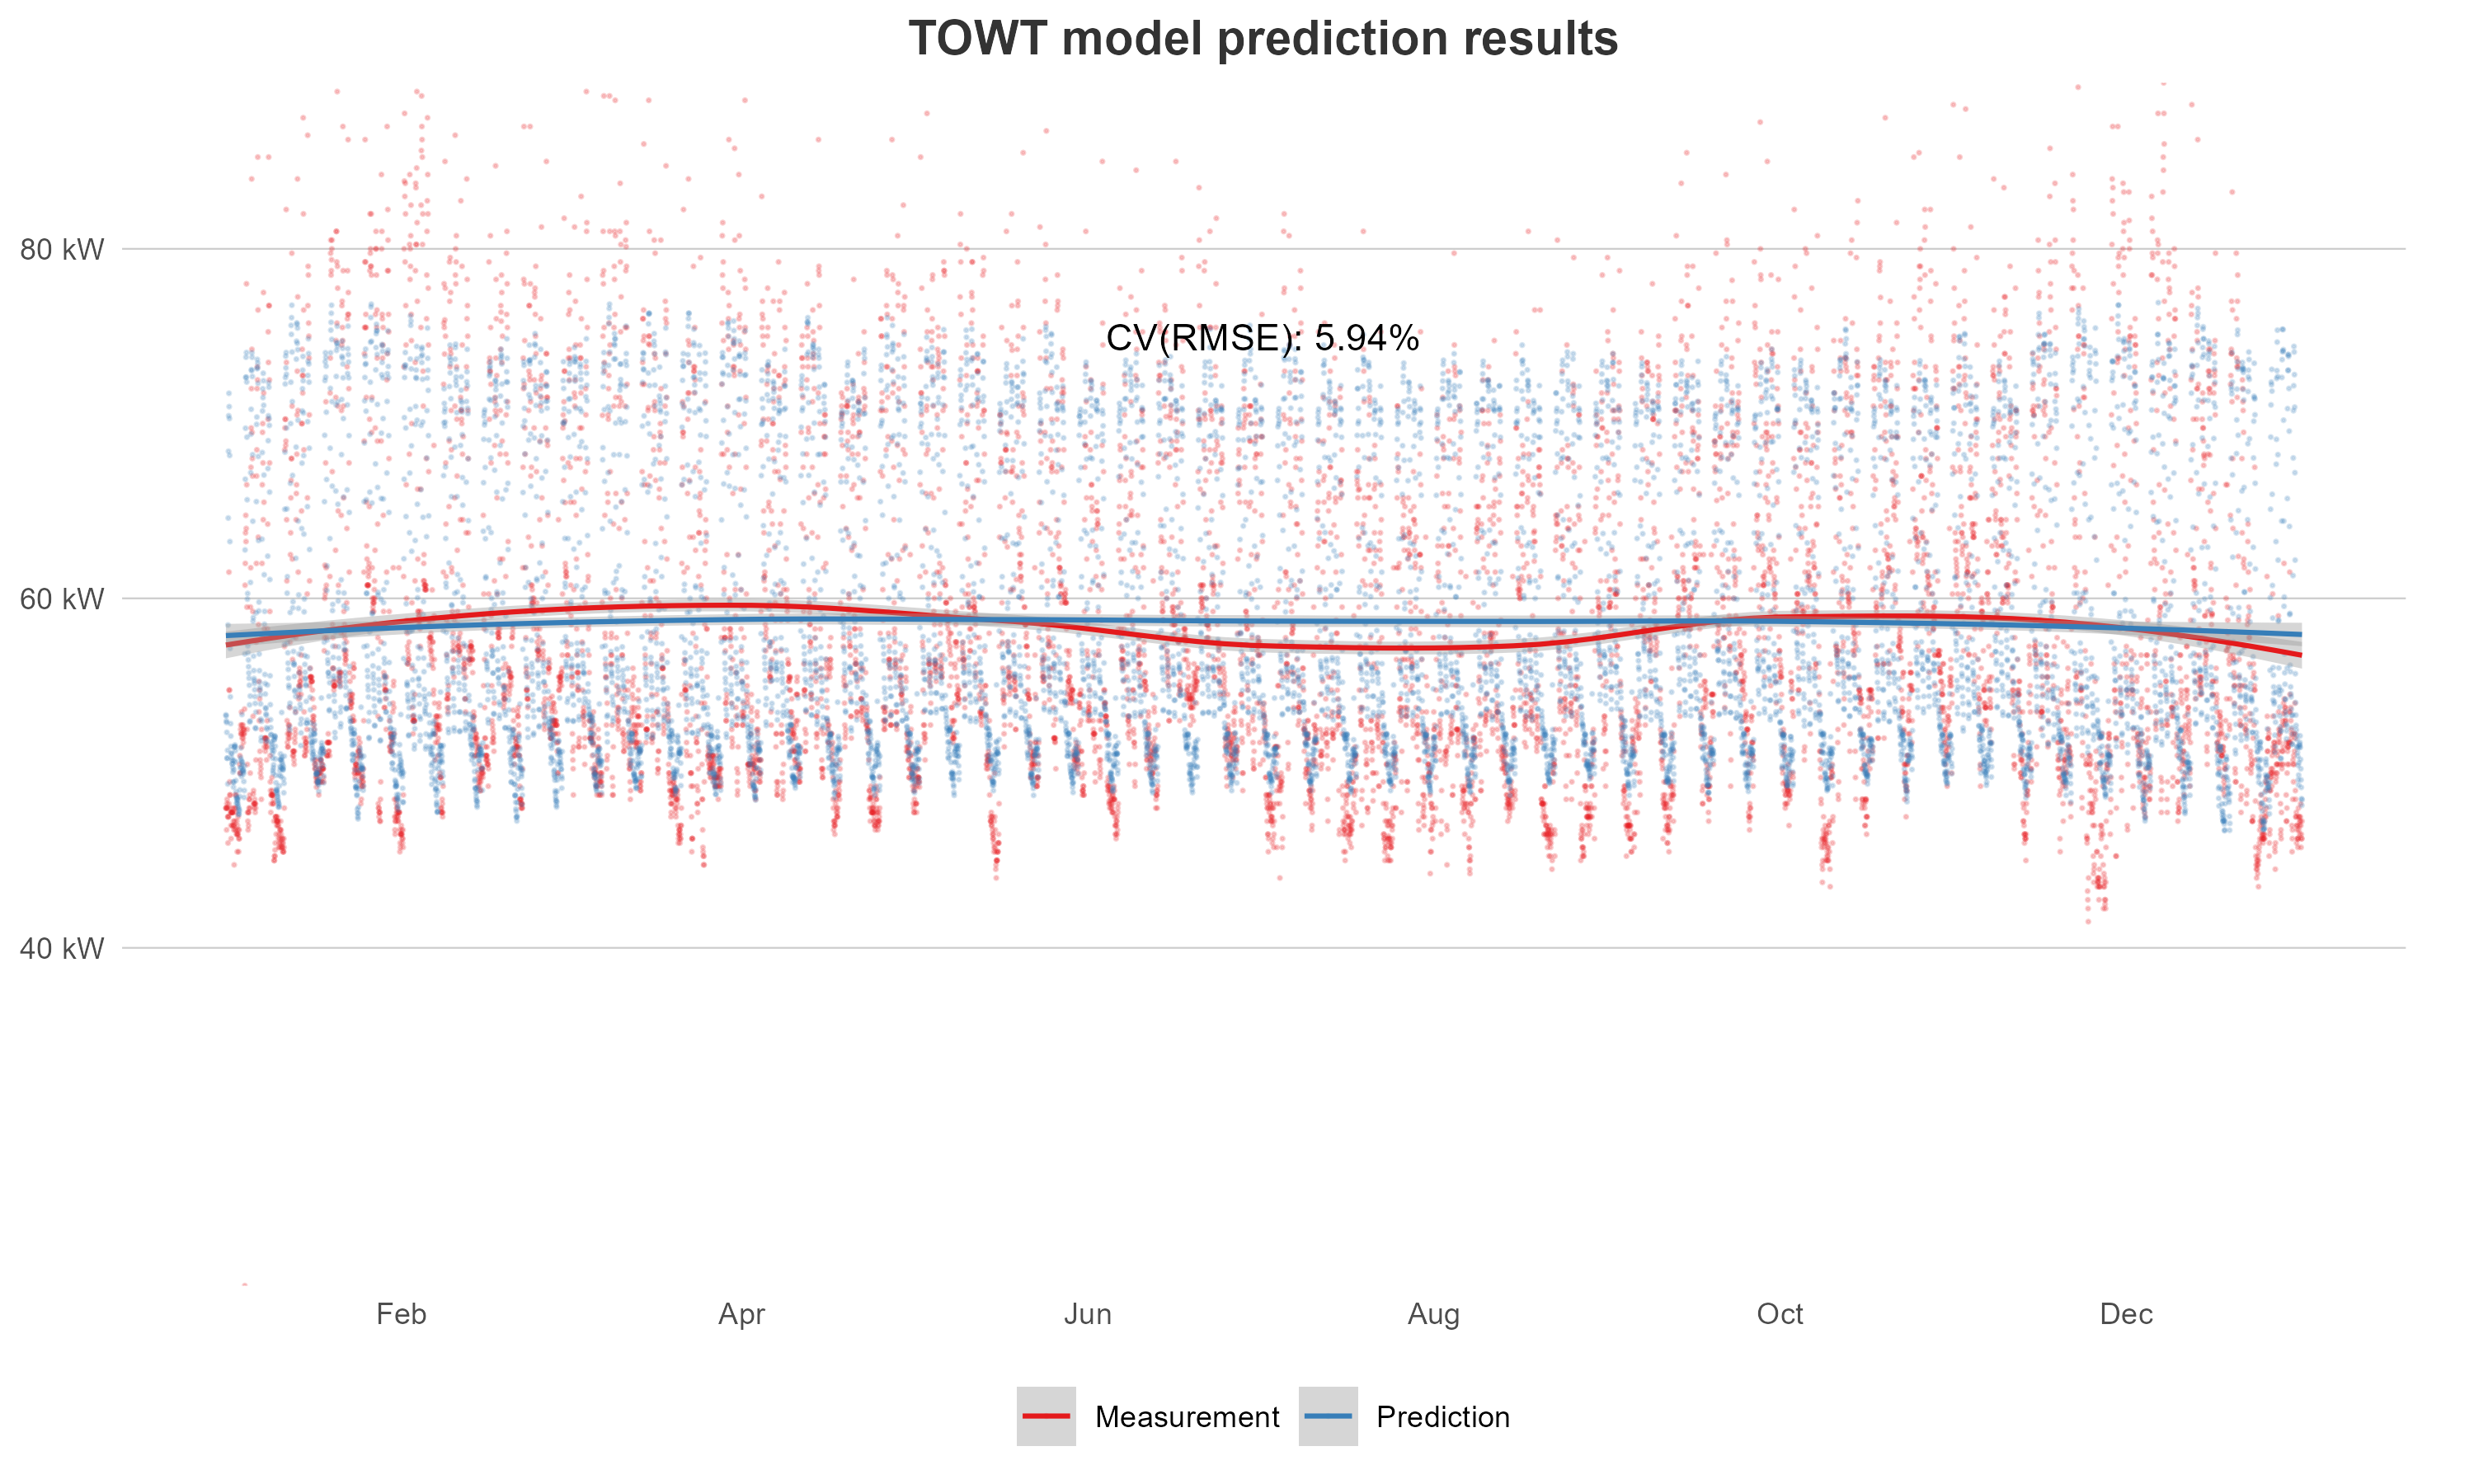 TOWT model prediction results
80 kW
CV(RMSE): 5.94%
60 kW
40 kW
Feb Apr Jun Aug Oct Dec
Measurement Prediction